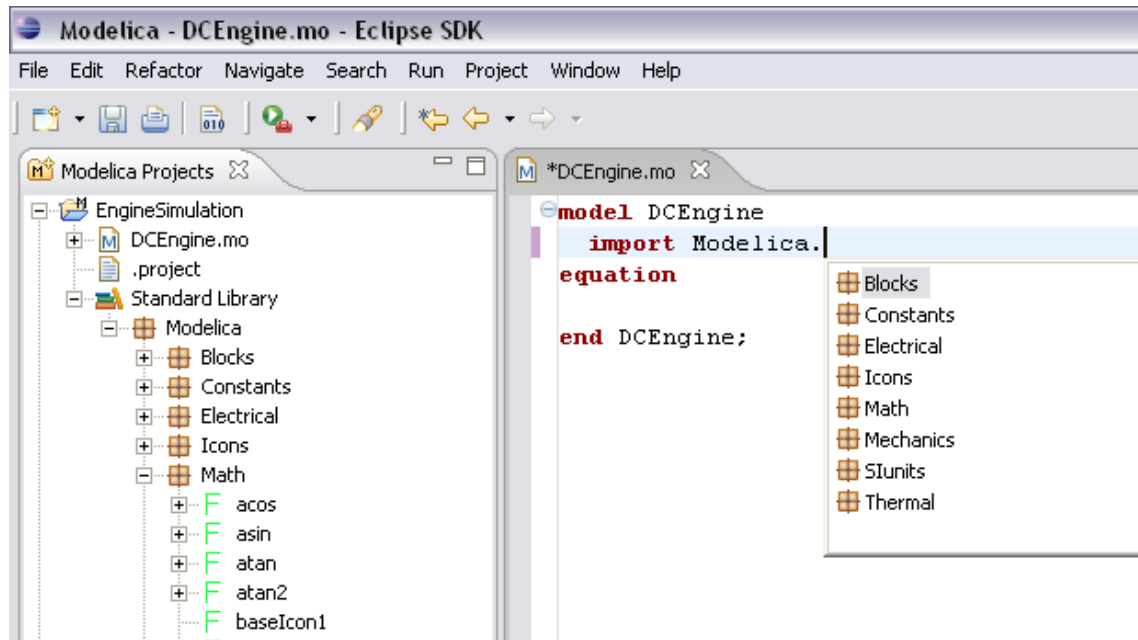 Modelica - DCEngine.mo - Eclipse SDK
File Edit Refactor Navigate Search Run Project Window Help
010
Modelica Projects
EngineSimulation
DCEngine.mo
.project
Standard Library
Modelica
Blocks
Constants
Electrical
Icons
Math
acos
asin
atan
atan2
baseIcon1
*DCEngine.mo
model DCEngine
import Modelica.
equation
end DCEngine;
Blocks
Constants
Electrical
Icons
Math
Mechanics
SIunits
Thermal